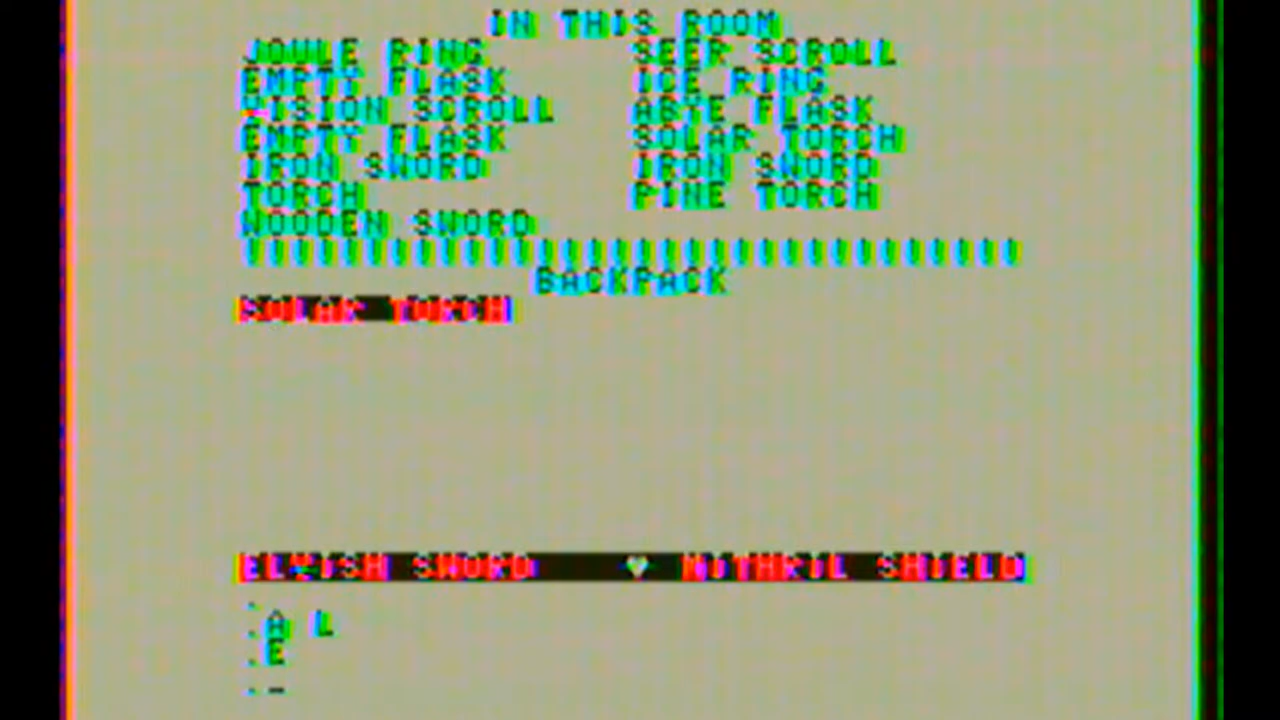 IN THIS ROOM
JOULE RING SEER SCROLL
EMPTY FLASK ICE RING
VISION SCROLL ABYE FLASK
EMPTY FLASK SOLAR TORCH
IRON SWORD IRON SWORD
TORCH PINE TORCH
WOODEN SWORD
!!!!!!!!!!!!!!!!!!!!!!!!!!!!!!!!
BACKPACK
SOLAR TORCH
ELVISH SWORD ♥ MITHRIL SHIELD
.
.A L
.E
._